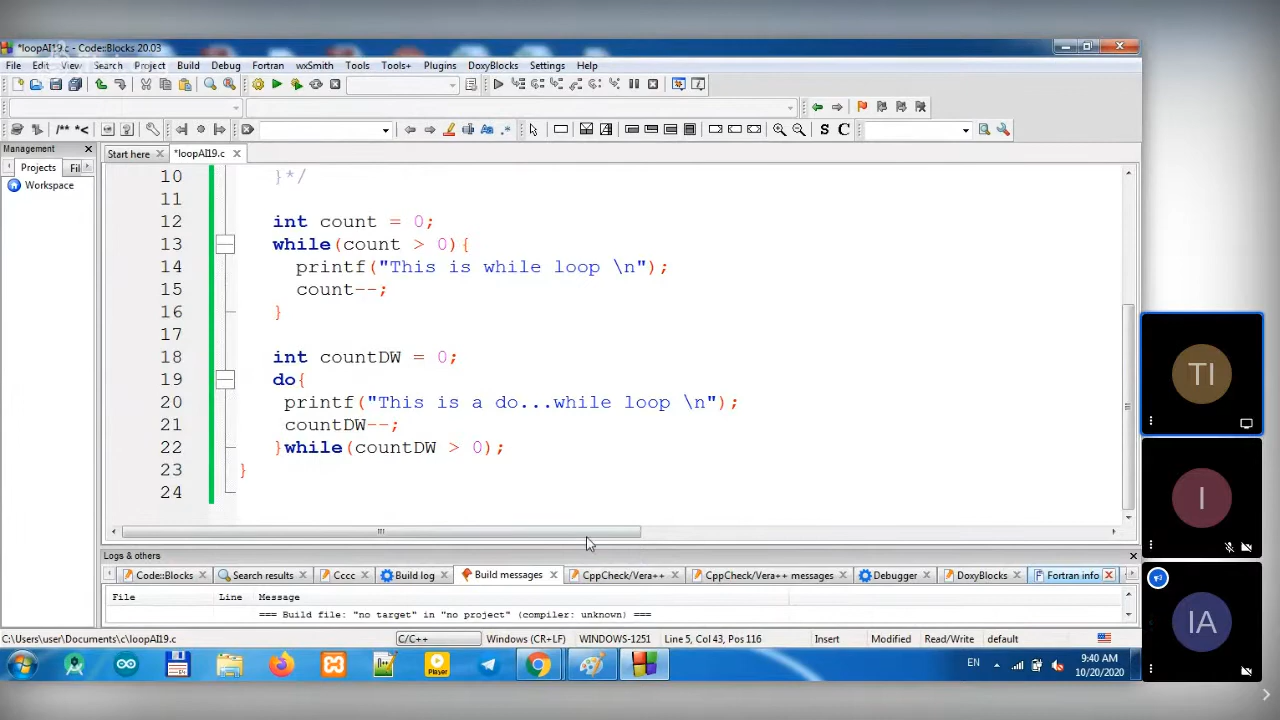 *loopAI19.c - Code::Blocks 20.03
File Edit View Search Project Build Debug Fortran wxSmith Tools Tools+ Plugins DoxyBlocks Settings Help
/** *<
S C
Management
Start here *loopAI19.c
Projects Fil
Workspace
10 }*/
11
12 int count = 0;
13 while(count > 0){
14 printf("This is while loop \n");
15 count--;
16 }
17
18 int countDW = 0;
19 do{
20 printf("This is a do...while loop \n");
21 countDW--;
22 }while(countDW > 0);
23 }
24
TI
I
IA
Logs & others
Code::Blocks Search results Cccc Build log Build messages CppCheck/Vera++ CppCheck/Vera++ messages Debugger DoxyBlocks Fortran info
File Line Message
=== Build file: "no target" in "no project" (compiler: unknown) ===
C:\Users\user\Documents\c\loopAI19.c C/C++ Windows (CR+LF) WINDOWS-1251 Line 5, Col 43, Pos 116 Insert Modified Read/Write default
Player
EN
9:40 AM
10/20/2020